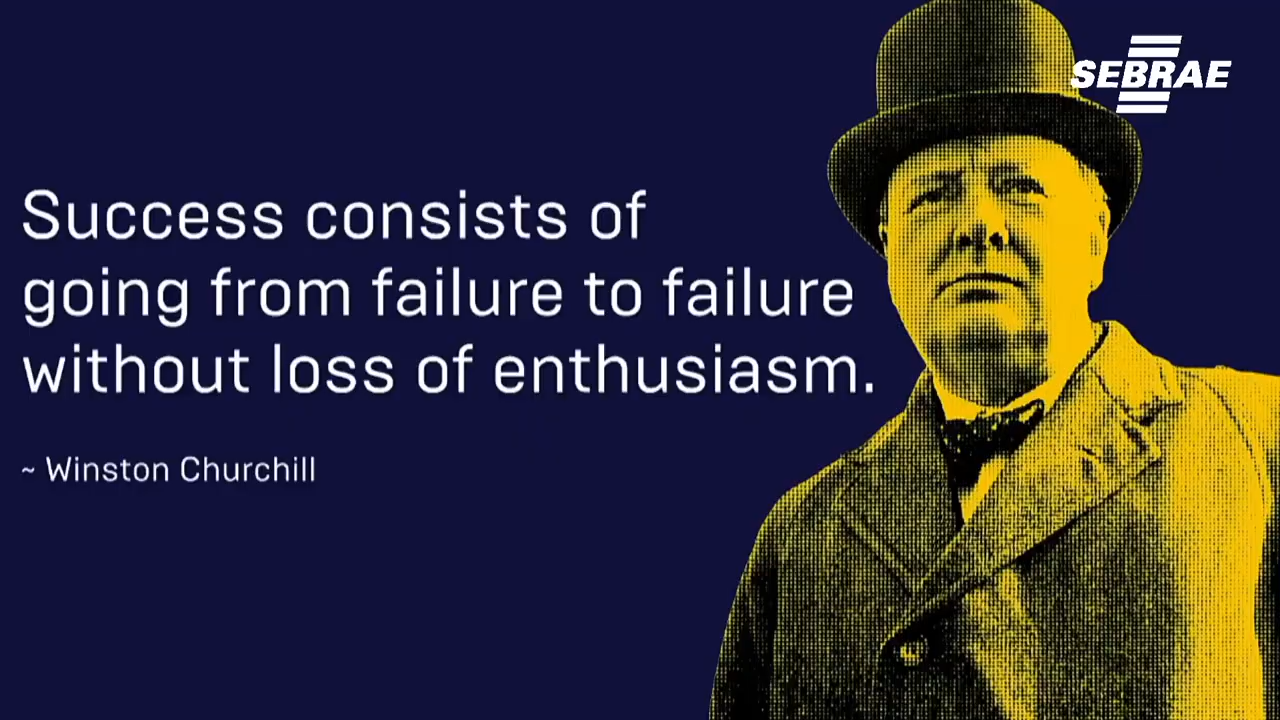 SEBRAE
Success consists of
going from failure to failure
without loss of enthusiasm.
~ Winston Churchill